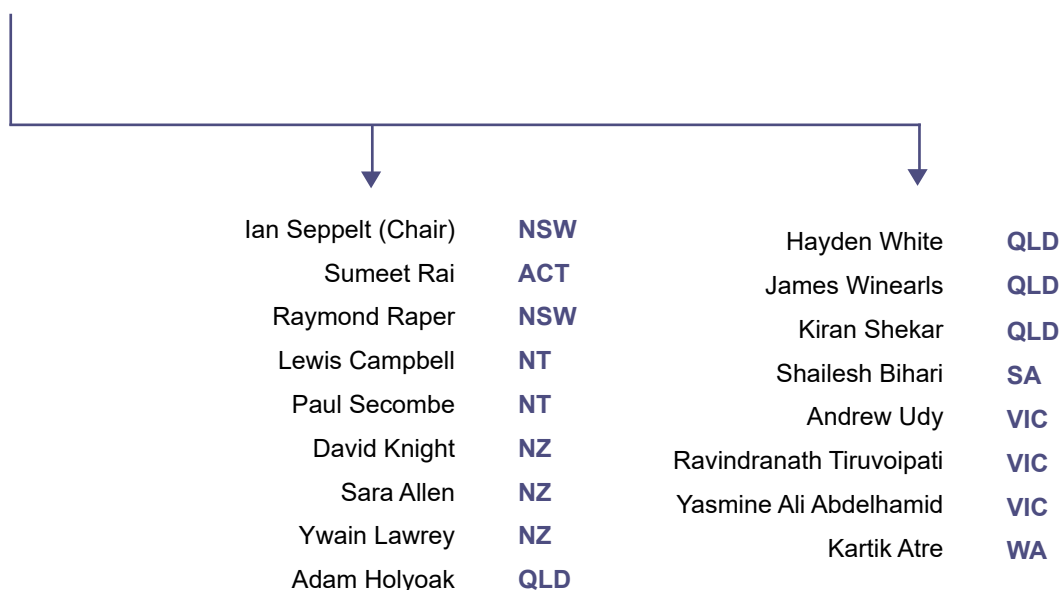 Ian Seppelt (Chair) NSW
Sumeet Rai ACT
Raymond Raper NSW
Lewis Campbell NT
Paul Secombe NT
David Knight NZ
Sara Allen NZ
Ywain Lawrey NZ
Adam Holyoak QLD
Hayden White QLD
James Winearls QLD
Kiran Shekar QLD
Shailesh Bihari SA
Andrew Udy VIC
Ravindranath Tiruvoipati VIC
Yasmine Ali Abdelhamid VIC
Kartik Atre WA